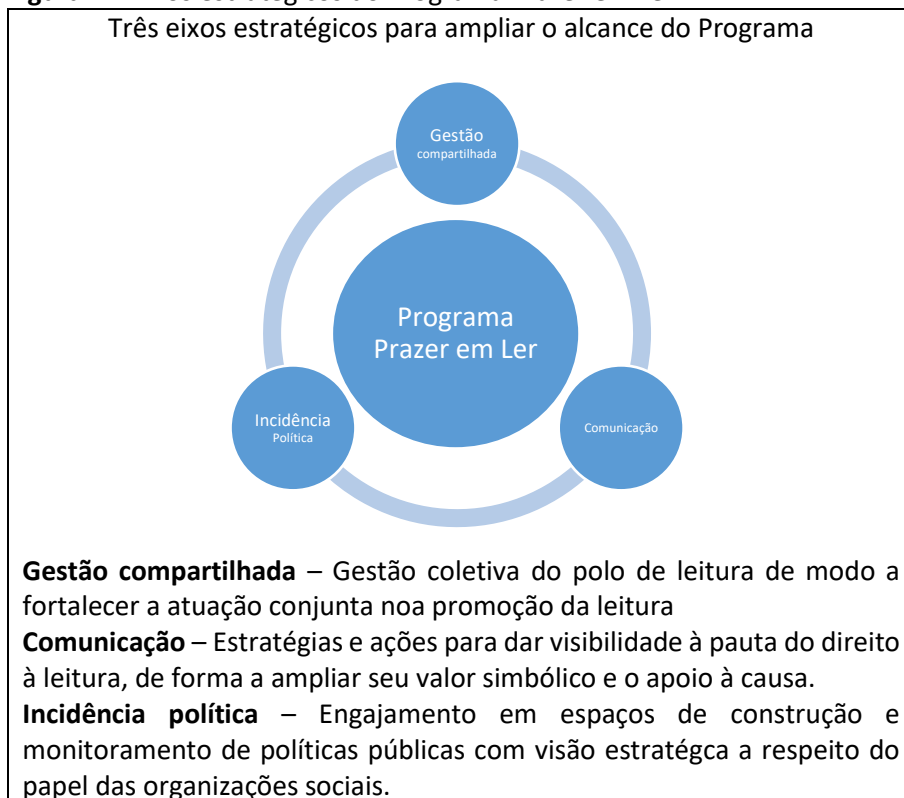 Três eixos estratégicos para ampliar o alcance do Programa
Gestão
compartilhada
Programa
Prazer em Ler
Incidência
Política
Comunicação
Gestão compartilhada – Gestão coletiva do polo de leitura de modo a
fortalecer a atuação conjunta noa promoção da leitura
Comunicação – Estratégias e ações para dar visibilidade à pauta do direito
à leitura, de forma a ampliar seu valor simbólico e o apoio à causa.
Incidência política – Engajamento em espaços de construção e
monitoramento de políticas públicas com visão estratégca a respeito do
papel das organizações sociais.